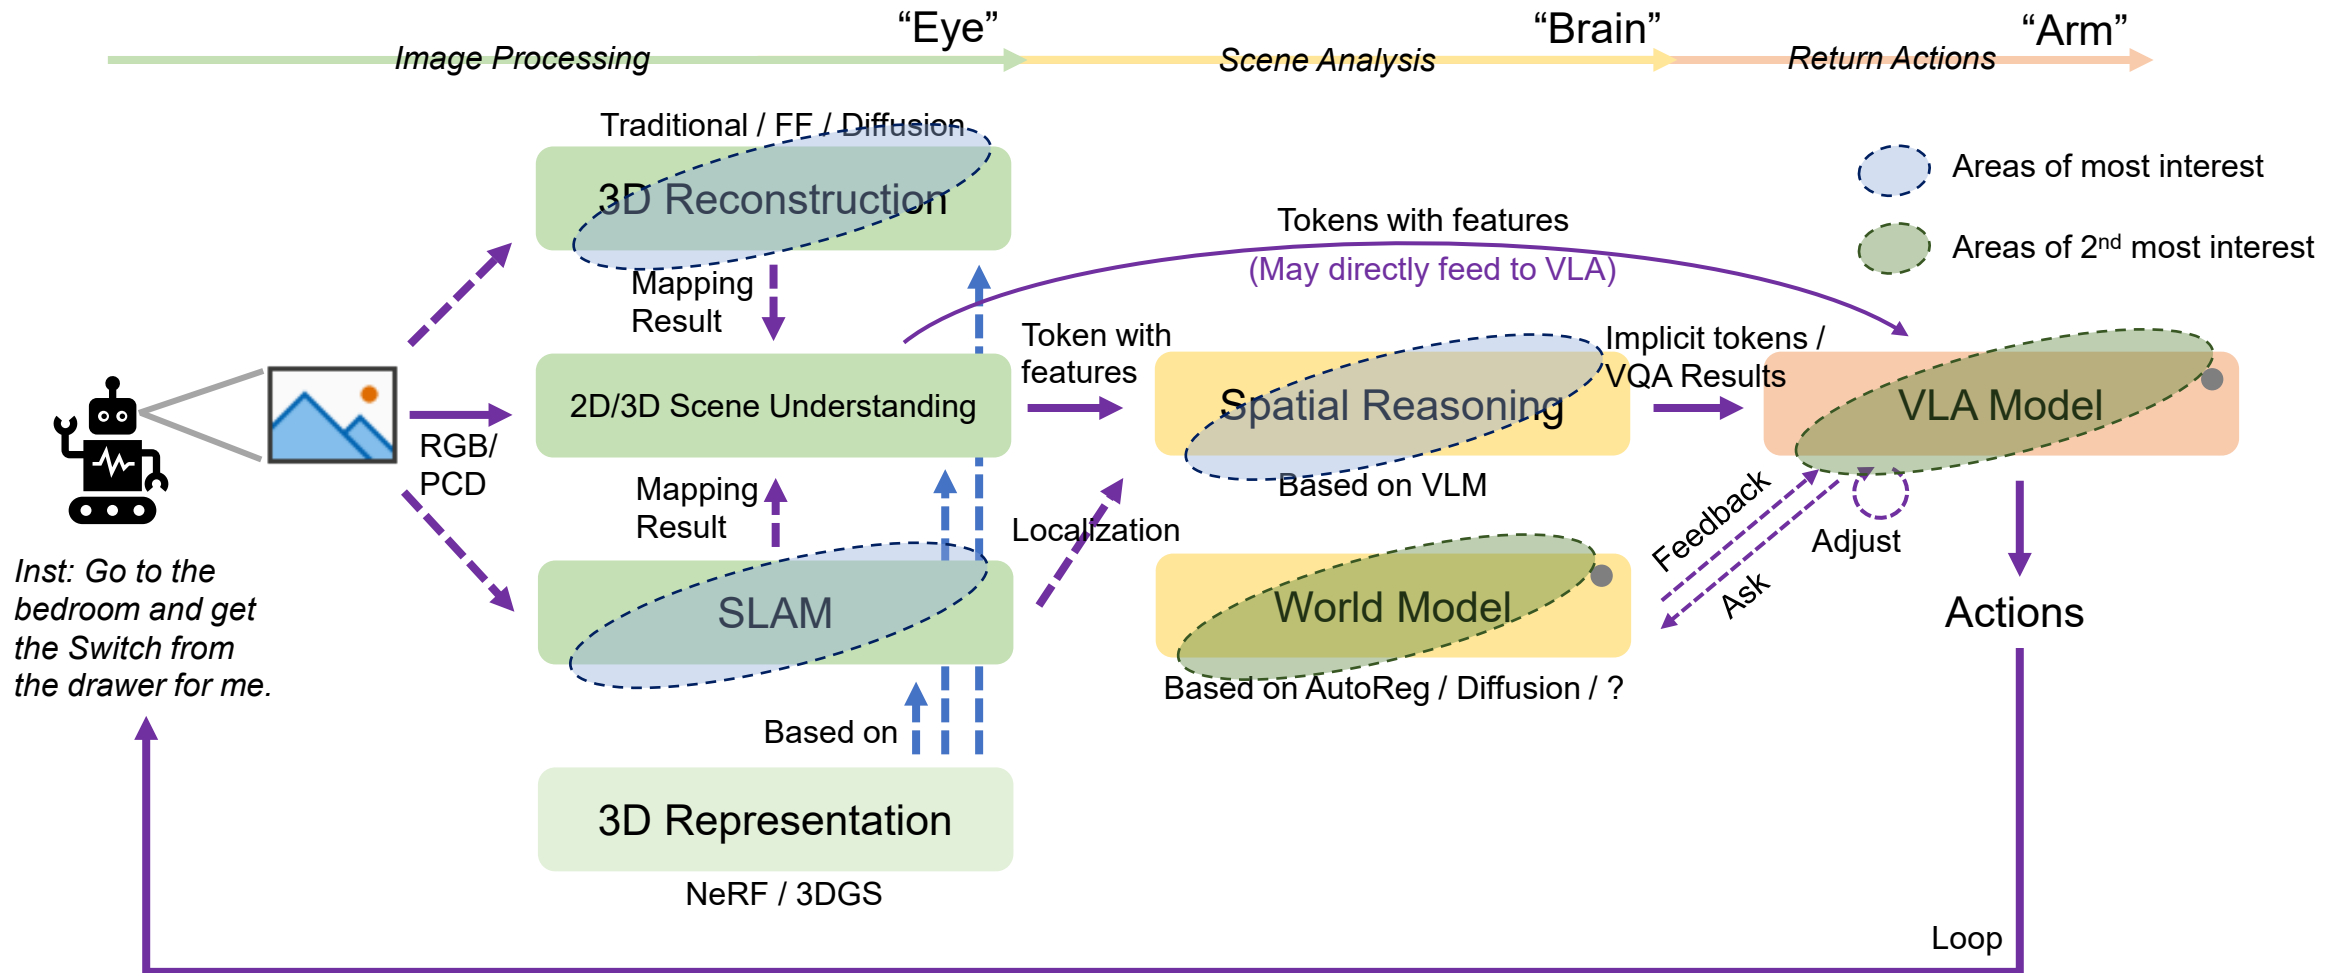 “Eye”
“Brain”
“Arm”
Image Processing
Scene Analysis
Return Actions
Traditional / FF / Diffusion
3D Reconstruction
Areas of most interest
Areas of 2nd most interest
Tokens with features
(May directly feed to VLA)
Mapping
Result
Token with
features
Implicit tokens /
VQA Results
2D/3D Scene Understanding
Spatial Reasoning
VLA Model
RGB/
PCD
Mapping
Result
Based on VLM
Localization
Feedback
Ask
Adjust
Inst: Go to the
bedroom and get
the Switch from
the drawer for me.
SLAM
World Model
Actions
Based on AutoReg / Diffusion / ?
Based on
3D Representation
NeRF / 3DGS
Loop